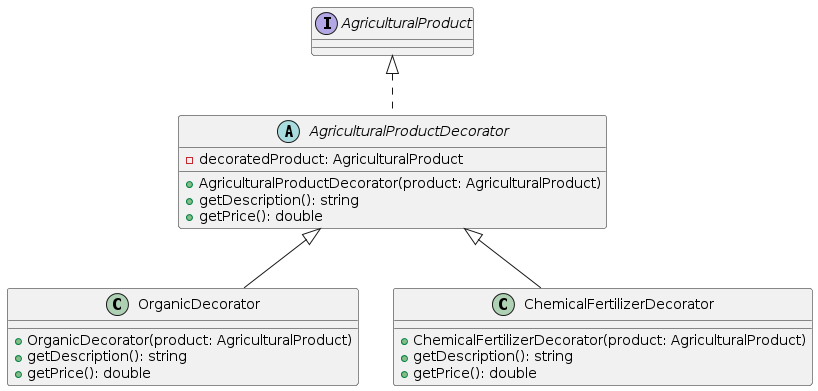 I AgriculturalProduct
A AgriculturalProductDecorator
decoratedProduct: AgriculturalProduct
AgriculturalProductDecorator(product: AgriculturalProduct)
getDescription(): string
getPrice(): double
C OrganicDecorator
OrganicDecorator(product: AgriculturalProduct)
getDescription(): string
getPrice(): double
C ChemicalFertilizerDecorator
ChemicalFertilizerDecorator(product: AgriculturalProduct)
getDescription(): string
getPrice(): double